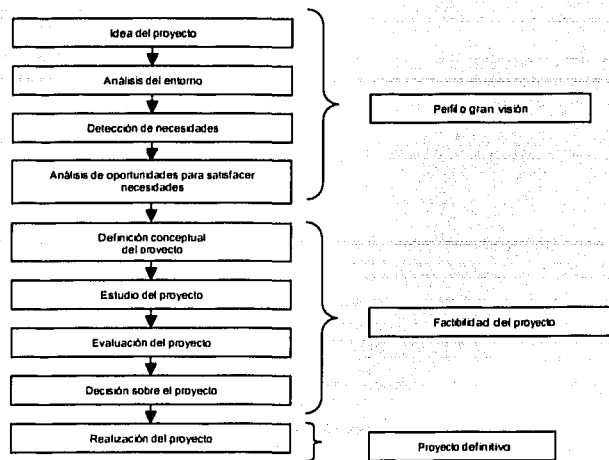 Idea del proyecto
Análisis del entorno
Detección de necesidades
Análisis de oportunidades para satisfacer
necesidades
Perfil o gran visión
Definición conceptual
del proyecto
Estudio del proyecto
Evaluación del proyecto
Decisión sobre el proyecto
Factibilidad del proyecto
Realización del proyecto
Proyecto definitivo